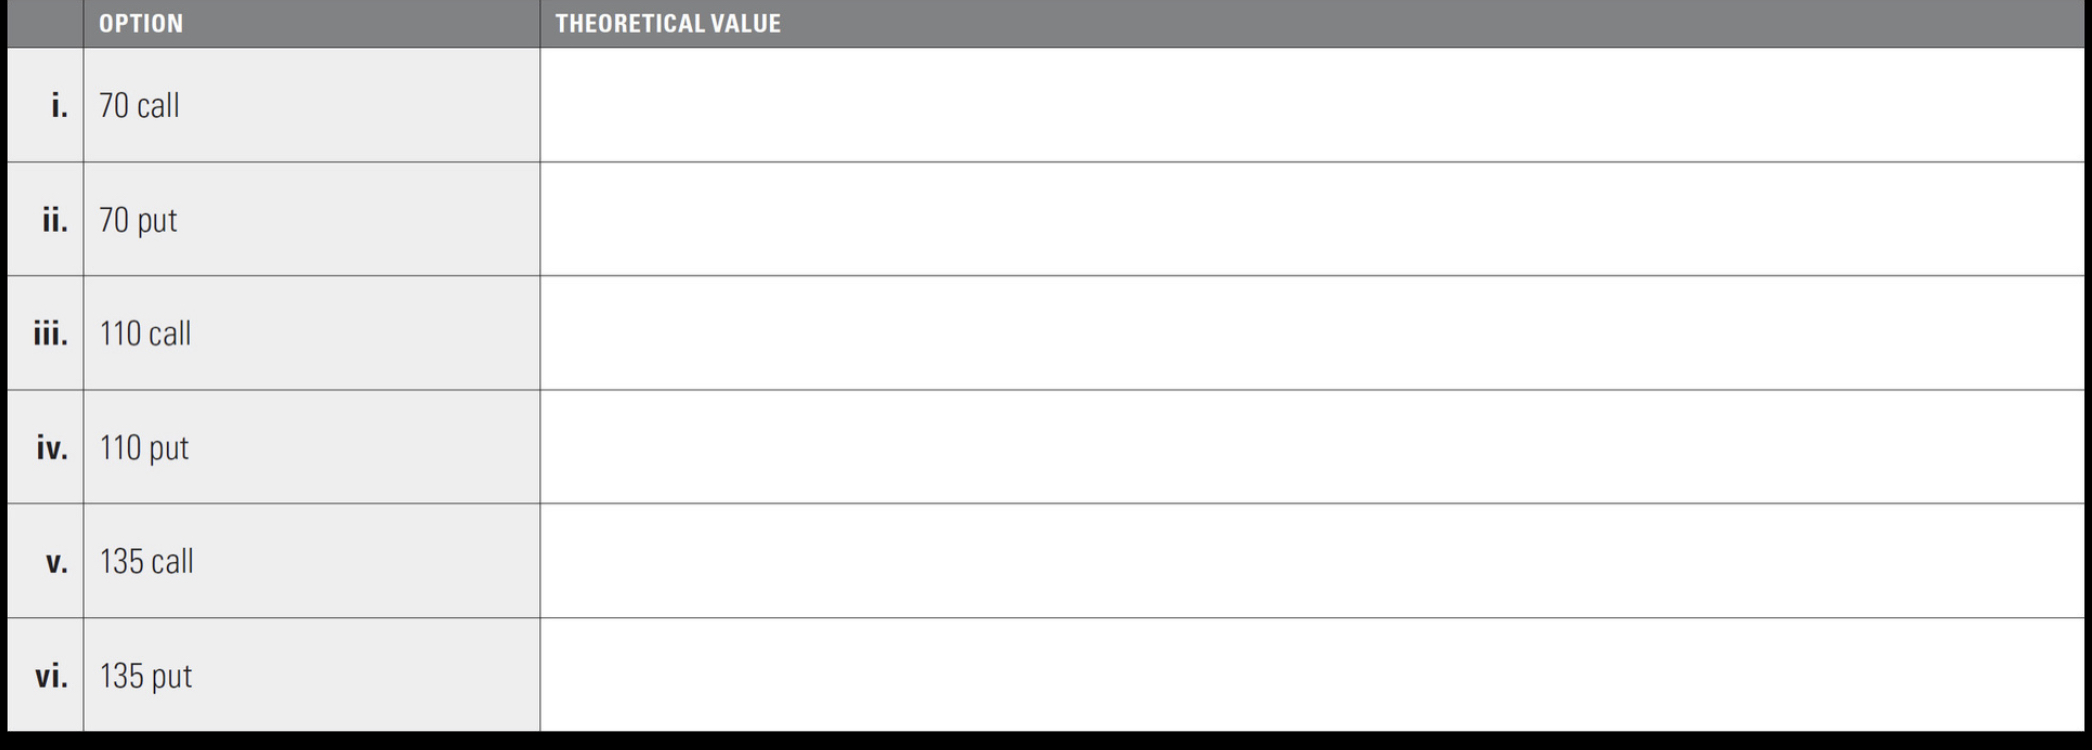 OPTION THEORETICAL VALUE
i. 70 call
ii. 70 put
iii. 110 call
iv. 110 put
v. 135 call
vi. 135 put